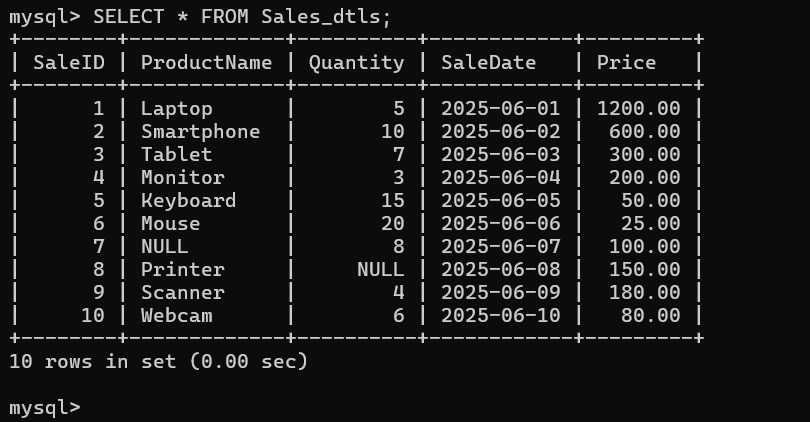 mysql> SELECT * FROM Sales_dtls;
+--------+-------------+----------+------------+---------+
| SaleID | ProductName | Quantity | SaleDate   | Price   |
+--------+-------------+----------+------------+---------+
|      1 | Laptop      |        5 | 2025-06-01 | 1200.00 |
|      2 | Smartphone  |       10 | 2025-06-02 |  600.00 |
|      3 | Tablet      |        7 | 2025-06-03 |  300.00 |
|      4 | Monitor     |        3 | 2025-06-04 |  200.00 |
|      5 | Keyboard    |       15 | 2025-06-05 |   50.00 |
|      6 | Mouse       |       20 | 2025-06-06 |   25.00 |
|      7 | NULL        |        8 | 2025-06-07 |  100.00 |
|      8 | Printer     |     NULL | 2025-06-08 |  150.00 |
|      9 | Scanner     |        4 | 2025-06-09 |  180.00 |
|     10 | Webcam      |        6 | 2025-06-10 |   80.00 |
+--------+-------------+----------+------------+---------+
10 rows in set (0.00 sec)
mysql>